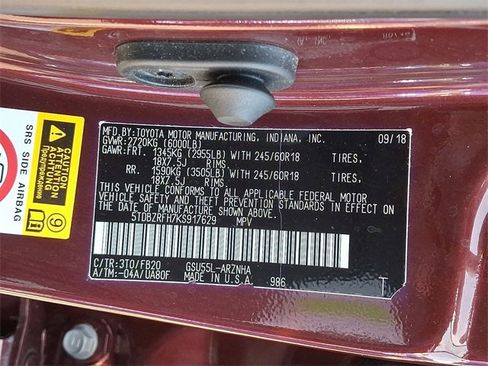 MFD.BY:TOYOTA MOTOR MANUFACTURING, INDIANA, INC. 09/18
GVWR:2720KG (6000LB)
GAWR:FRT. 1345KG (2955LB) WITH 245/60R18 TIRES,
18X7.5J RIMS
RR. 1590KG (3505LB) WITH 245/60R18 TIRES,
18X7.5J RIMS
THIS VEHICLE CONFORMS TO ALL APPLICABLE FEDERAL MOTOR
VEHICLE SAFETY AND THEFT PREVENTION STANDARDS IN EFFECT ON
THE DATE OF MANUFACTURE SHOWN ABOVE.
5TDBZRFH7KS917629 MPV
C/TR:3T0/FB20 GSU55L-ARZNHA
A/TM:-04A/UA80F MADE IN U.S.A. 986
SRS SIDE AIRBAG
CAUTION
ACHTUNG
9